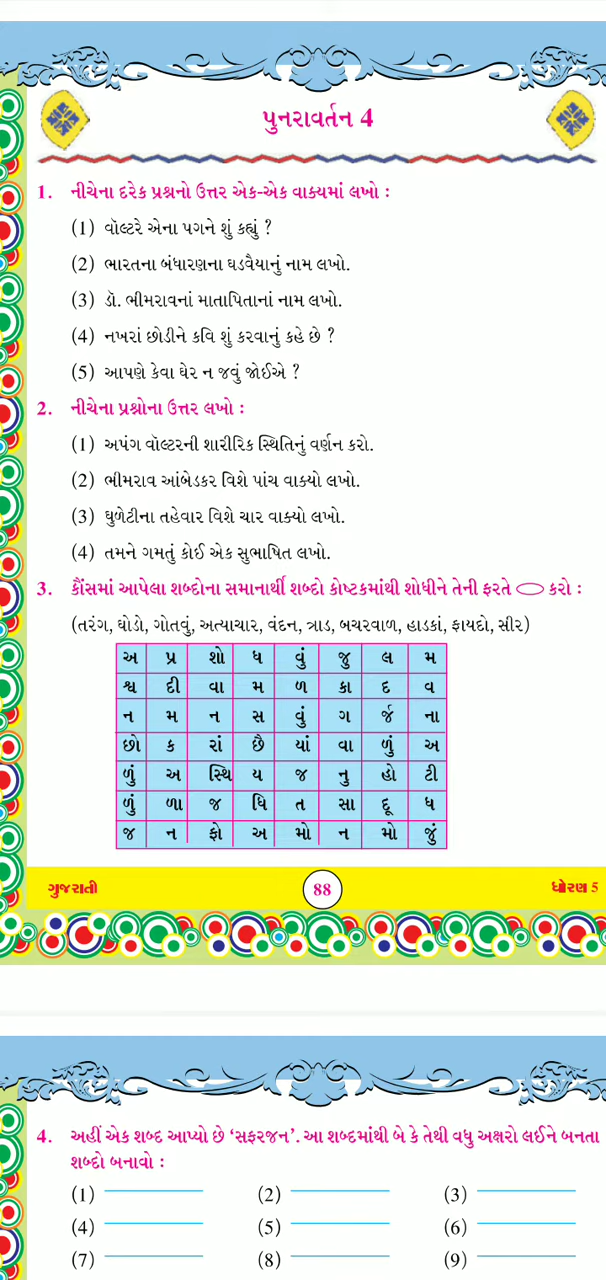 પુનરાવર્તન 4
1. નીચેના દરેક પ્રશ્નનો ઉત્તર એક-એક વાક્યમાં લખો :
(1) વૉલ્ટરે એના પગને શું કહ્યું ?
(2) ભારતના બંધારણના ઘડવૈયાનું નામ લખો.
(3) ડૉ. ભીમરાવનાં માતાપિતાનાં નામ લખો.
(4) નખરાં છોડીને કવિ શું કરવાનું કહે છે ?
(5) આપણે કેવા ઘેર ન જવું જોઈએ ?
2. નીચેના પ્રશ્નોના ઉત્તર લખો :
(1) અપંગ વૉલ્ટરની શારીરિક સ્થિતિનું વર્ણન કરો.
(2) ભીમરાવ આંબેડકર વિશે પાંચ વાક્યો લખો.
(3) ધુળેટીના તહેવાર વિશે ચાર વાક્યો લખો.
(4) તમને ગમતું કોઈ એક સુભાષિત લખો.
3. કૌંસમાં આપેલા શબ્દોના સમાનાર્થી શબ્દો કોષ્ટકમાંથી શોધીને તેની ફરતે કરો :
(તરંગ, ઘોડો, ગોતવું, અત્યાચાર, વંદન, ત્રાડ, બચરવાળ, હાડકાં, ફાયદો, સીર)
અ પ્ર શો ધ વું જુ લ મ
શ્વ દી વા મ ળ કા દ વ
ન મ ન સ વું ગ ર્જ ના
છો ક રાં છૈ યાં વા ળું અ
ળું અ સ્થિ ય જ નુ હો ટી
ળું ળા જ ધિ ત સા દૂ ધ
જ ન ફો અ મો ન મો જું
ગુજરાતી 88 ધોરણ 5
4. અહીં એક શબ્દ આપ્યો છે ‘સફરજન’. આ શબ્દમાંથી બે કે તેથી વધુ અક્ષરો લઈને બનતા
શબ્દો બનાવો :
(1) (2) (3)
(4) (5) (6)
(7) (8) (9)